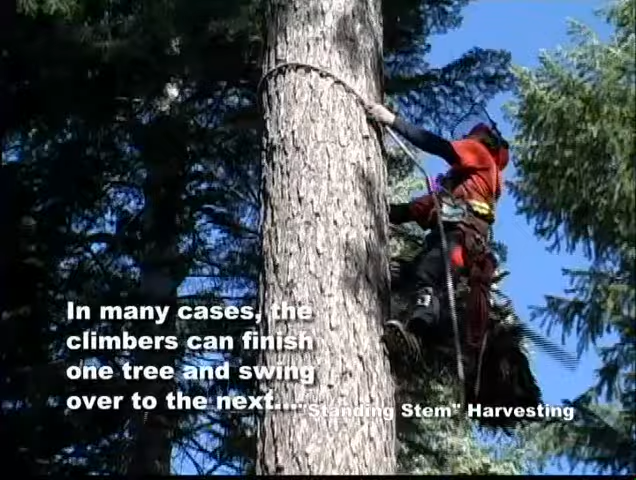 In many cases, the
climbers can finish
one tree and swing
over to the next....
"Standing Stem" Harvesting